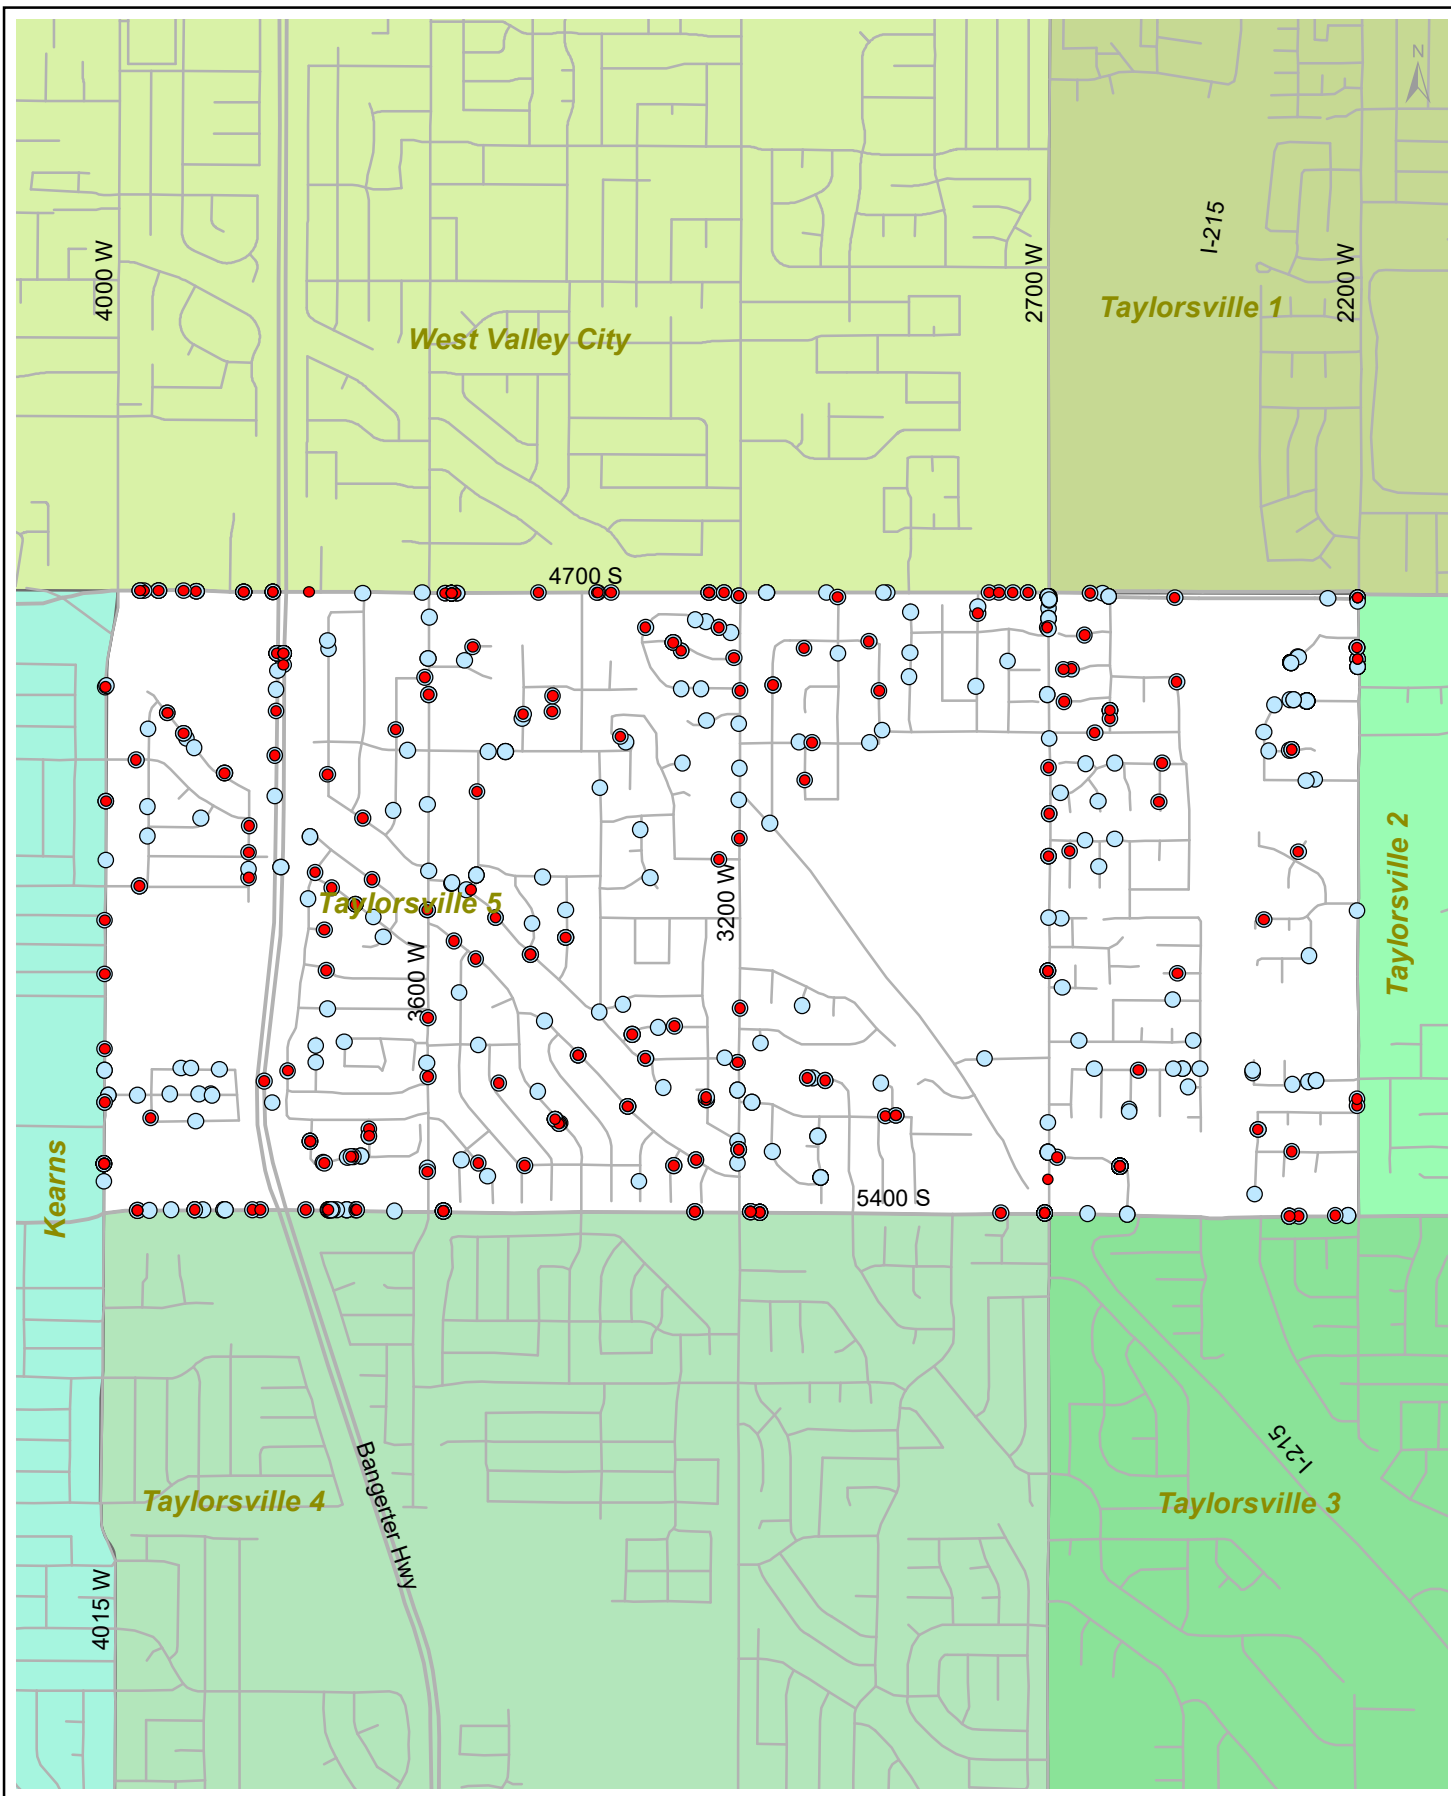 N
I-215
4000 W
2700 W
2200 W
Taylorsville 1
West Valley City
4700 S
Taylorsville 2
Taylorsville 5
3200 W
3600 W
Kearns
5400 S
I-215
Bangerter Hwy
Taylorsville 4
Taylorsville 3
4015 W